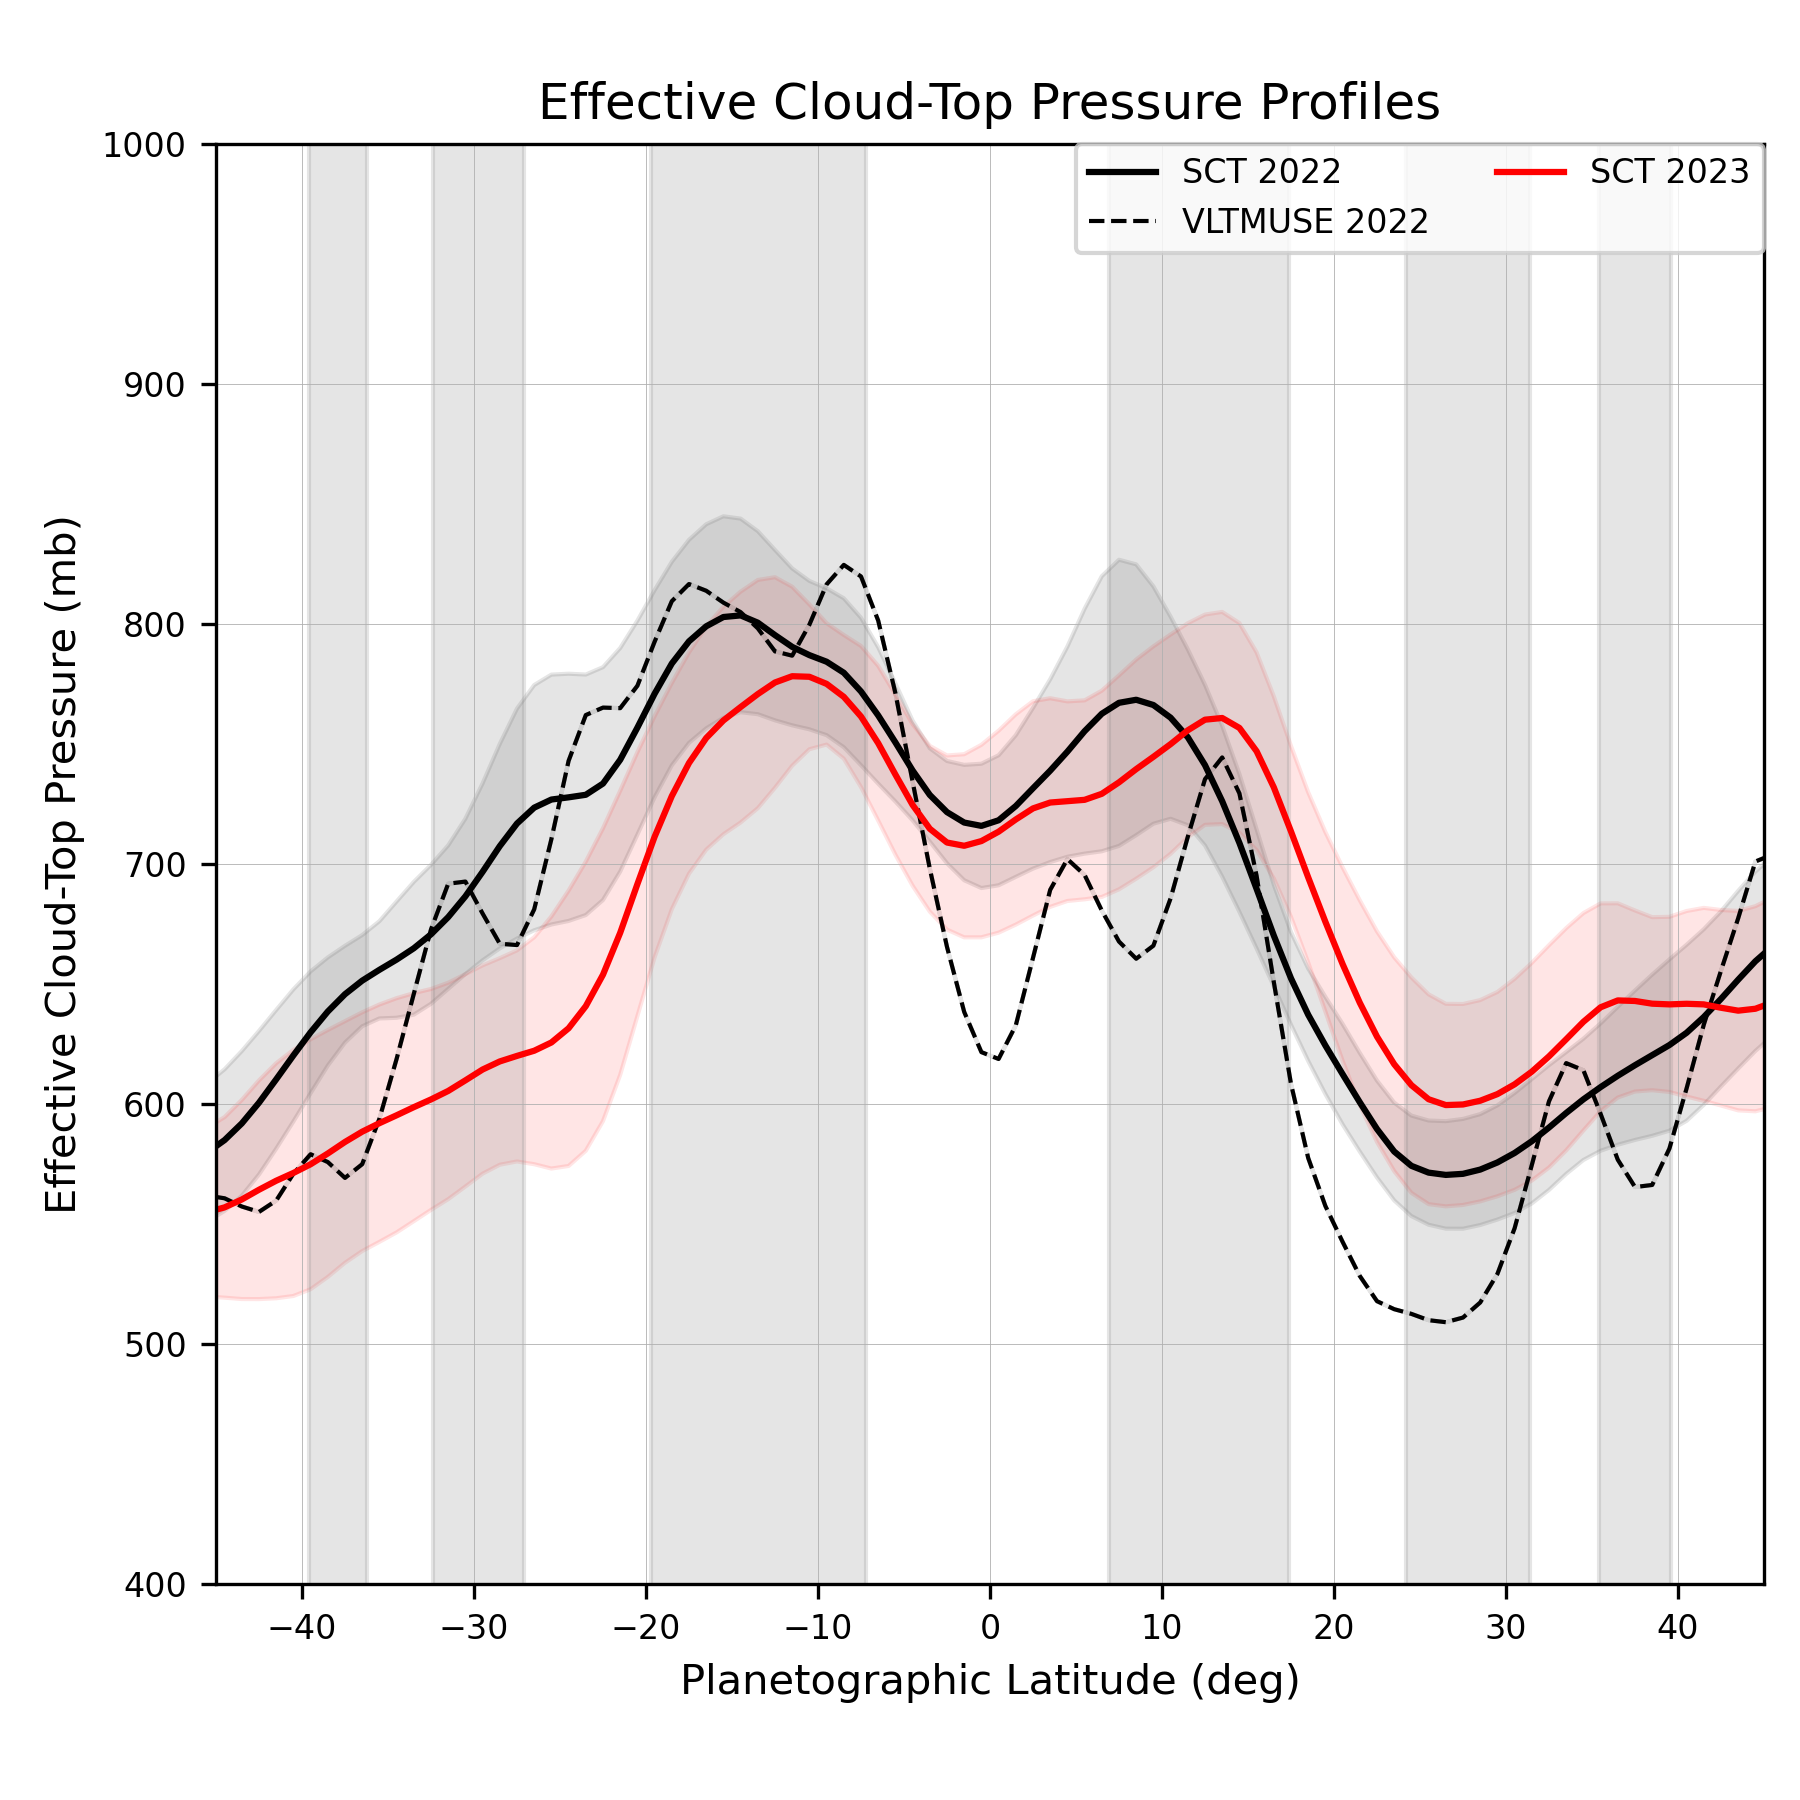 Effective Cloud-Top Pressure Profiles
SCT 2022
SCT 2023
VLTMUSE 2022
1000
900
800
700
600
500
400
Effective Cloud-Top Pressure (mb)
−40 −30 −20 −10 0 10 20 30 40
Planetographic Latitude (deg)